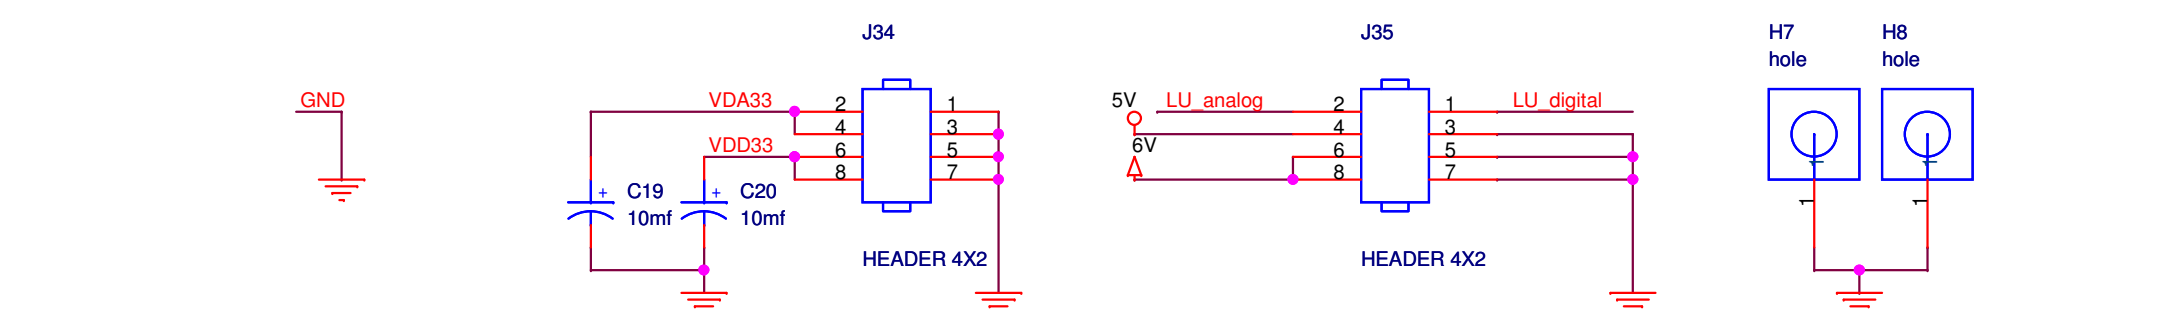 J34
J35
H7
hole
H8
hole
GND
VDA33
2
1
4
3
VDD33
6
5
8
7
5V
LU_analog
2
1
LU_digital
4
3
6V
6
5
8
7
1
1
+
C19
10mf
+
C20
10mf
1
1
HEADER 4X2
HEADER 4X2